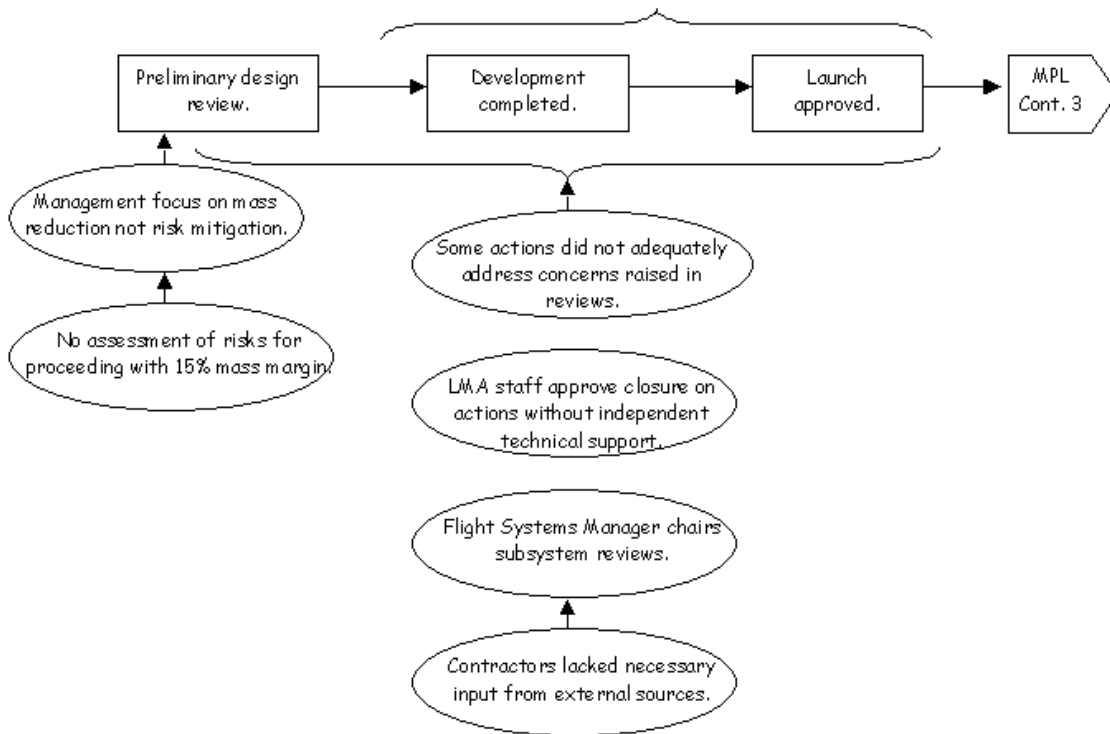 Preliminary design
review.
Development
completed.
Launch
approved.
MPL
Cont. 3
Management focus on mass
reduction not risk mitigation.
Some actions did not adequately
address concerns raised in
reviews.
No assessment of risks for
proceeding with 15% mass margin.
LMA staff approve closure on
actions without independent
technical support.
Flight Systems Manager chairs
subsystem reviews.
Contractors lacked necessary
input from external sources.